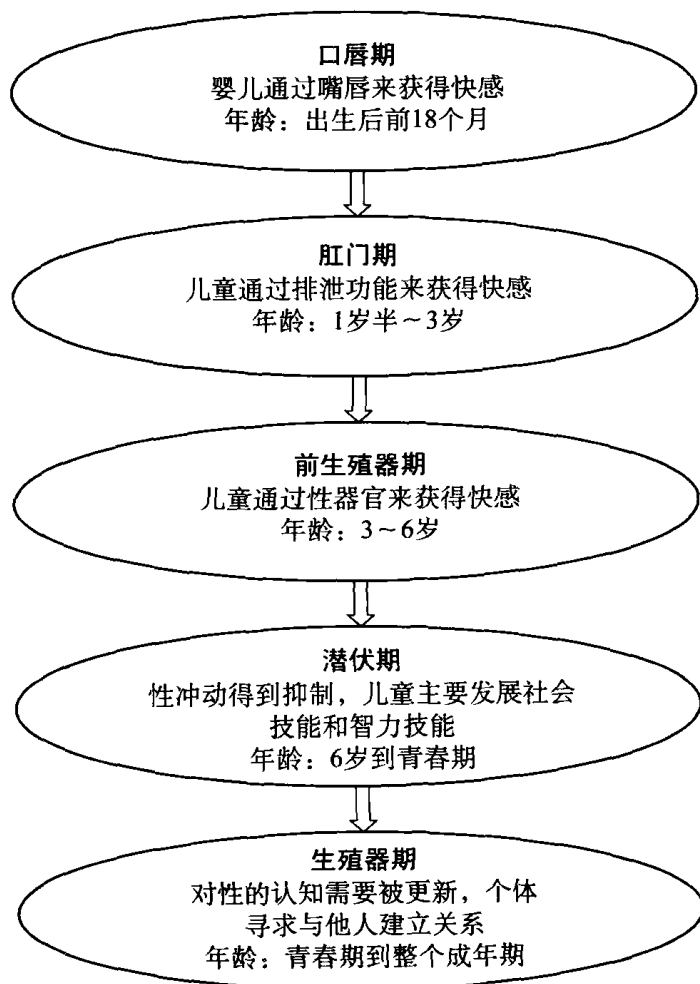 口唇期
婴儿通过嘴唇来获得快感
年龄：出生后前18个月
肛门期
儿童通过排泄功能来获得快感
年龄：1岁半～3岁
前生殖器期
儿童通过性器官来获得快感
年龄：3～6岁
潜伏期
性冲动得到抑制，儿童主要发展社会
技能和智力技能
年龄：6岁到青春期
生殖器期
对性的认知需要被更新，个体
寻求与他人建立关系
年龄：青春期到整个成年期